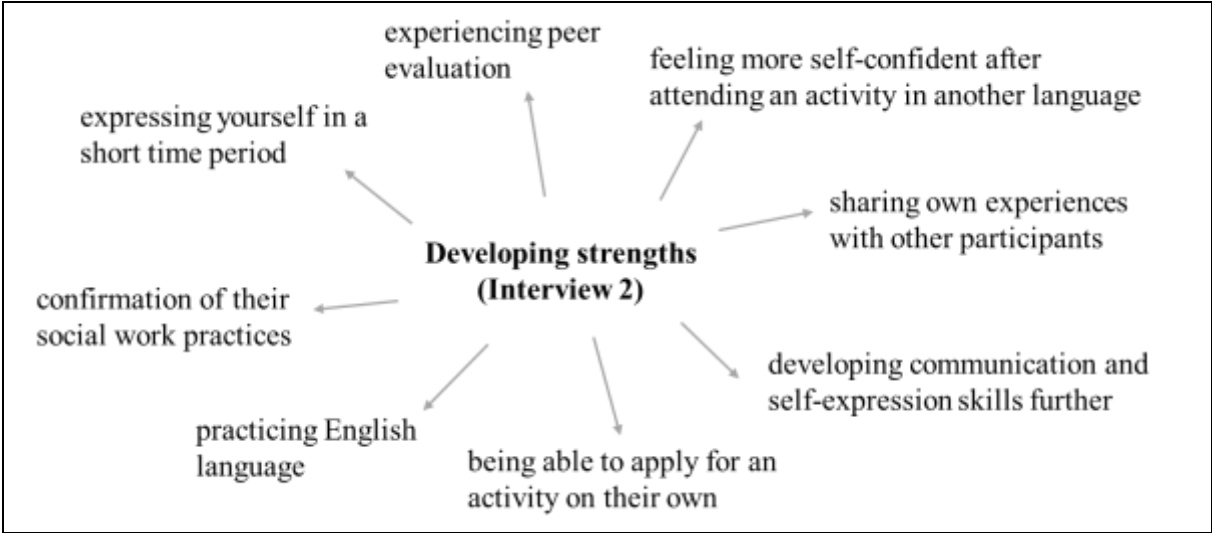 experiencing peer
evaluation
feeling more self-confident after
attending an activity in another language
expressing yourself in a
short time period
sharing own experiences
with other participants
Developing strengths
(Interview 2)
confirmation of their
social work practices
developing communication and
self-expression skills further
practicing English
language
being able to apply for an
activity on their own